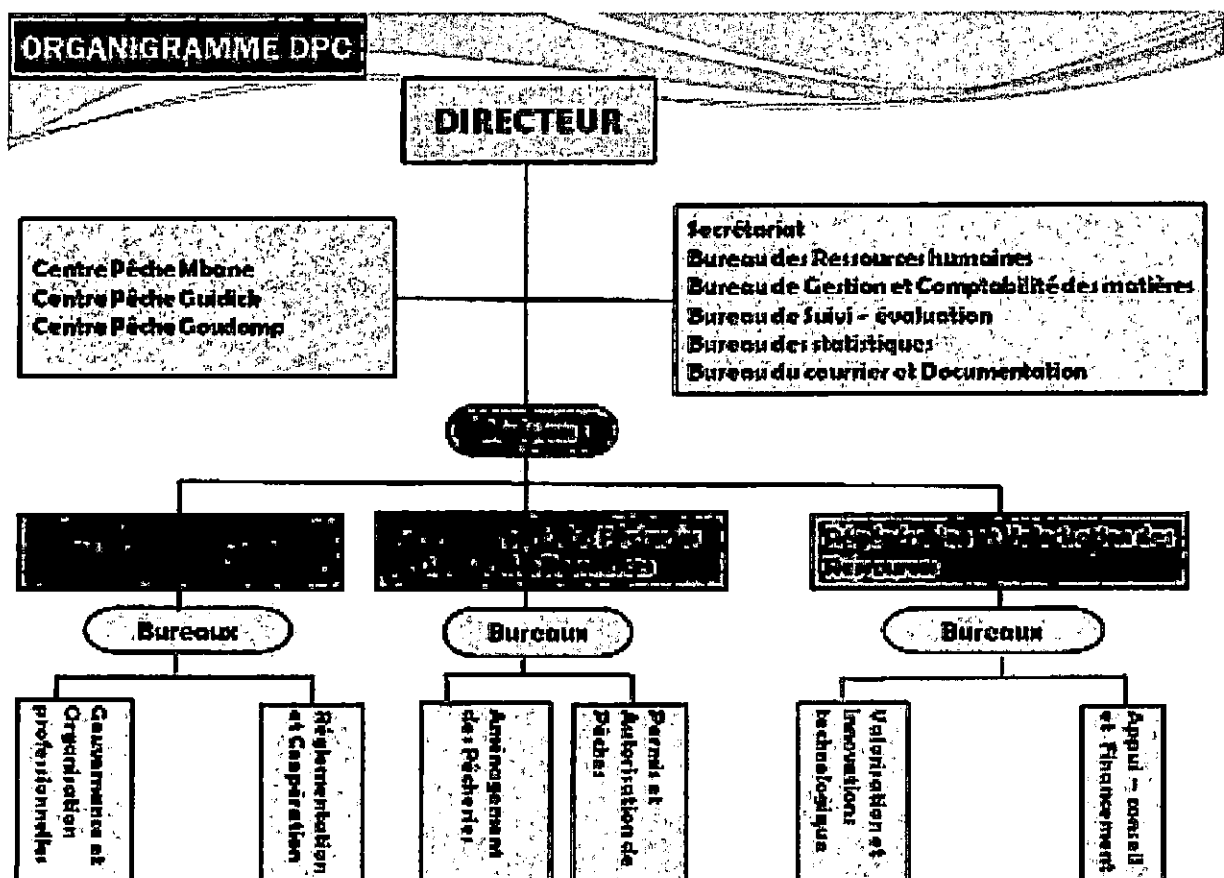 ORGANIGRAMME DPC
DIRECTEUR
Centre Pêche Mbane
Centre Pêche Guidick
Centre Pêche Goudomp
Secrétariat
Bureau des Ressources humaines
Bureau de Gestion et Comptabilité des matières
Bureau de Suivi – évaluation
Bureau des statistiques
Bureau du courrier et Documentation
des
Ressources
Bureaux
Bureaux
Bureaux
Gouvernance et
Organisation
professionnelles
Réglementation
et Coopération
Aménagement
des Pêcheries
Permis et
Autorisation de
Pêches
Valorisation et
Innovations
technologique
Appui – conseil
et Financement